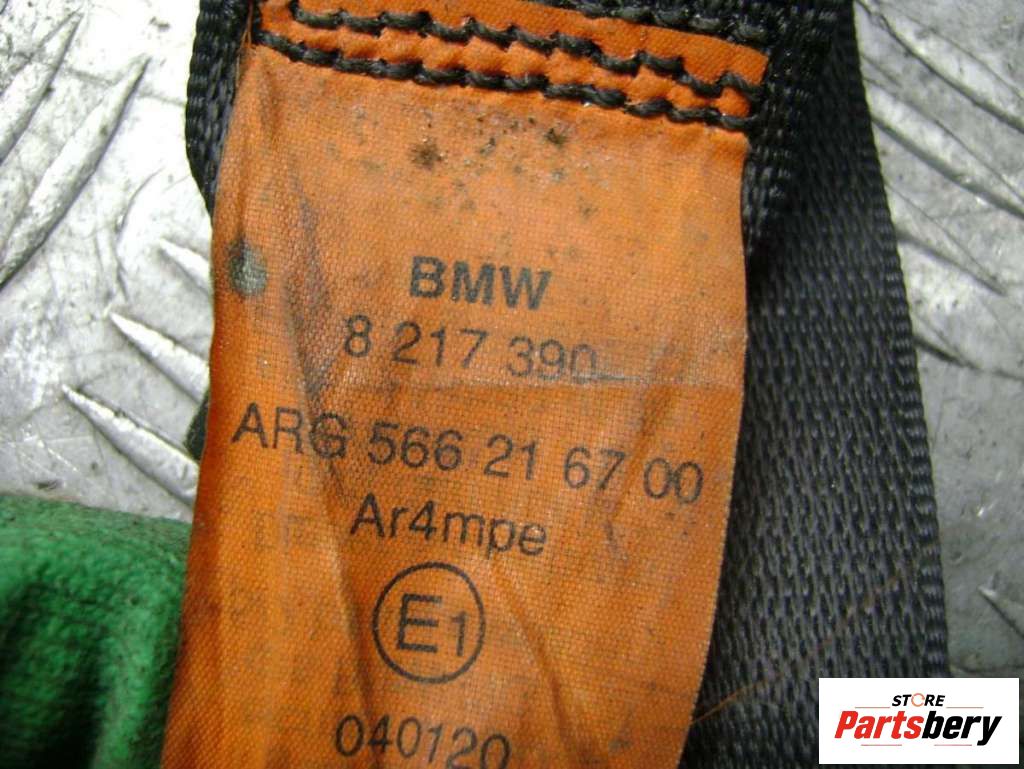 BMW
8 217 390
ARG 566 21 67 00
Ar4mpe
E1
040120
STORE
Partsbery